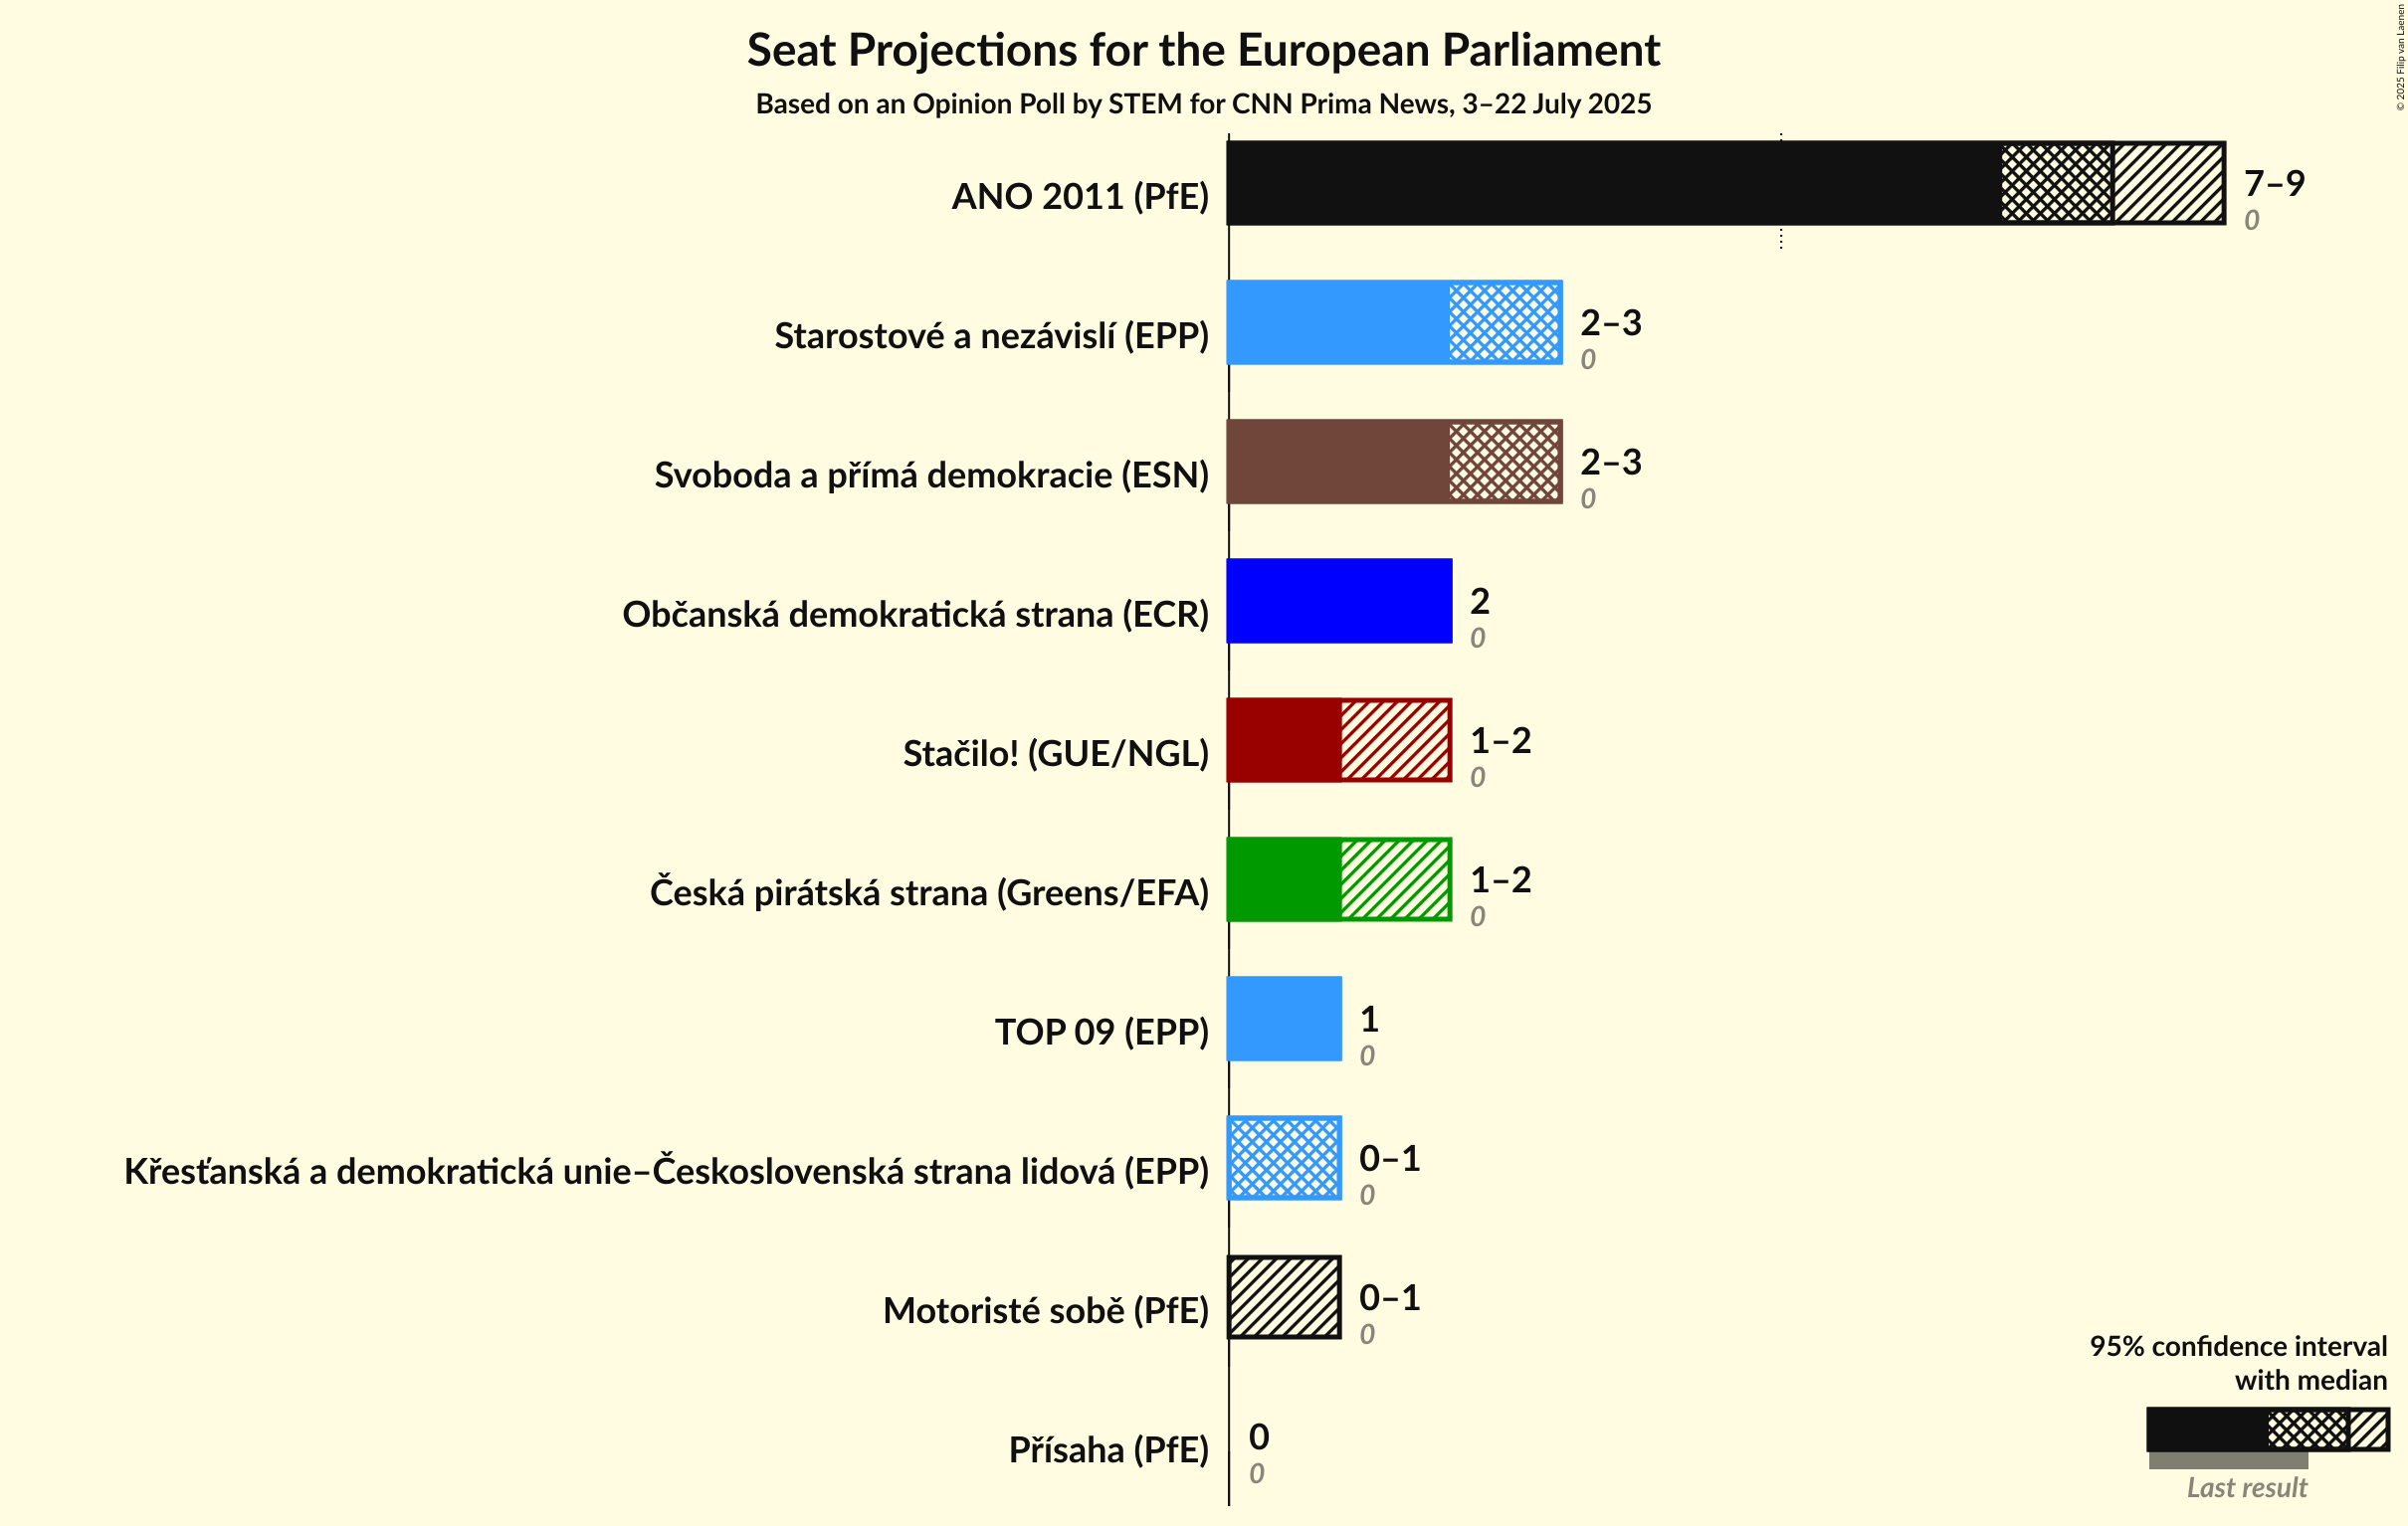 Seat Projections for the European Parliament
Based on an Opinion Poll by STEM for CNN Prima News, 3–22 July 2025
© 2025 Filip van Laenen
ANO 2011 (PfE)
7–9
0
Starostové a nezávislí (EPP)
2–3
0
Svoboda a přímá demokracie (ESN)
2–3
0
Občanská demokratická strana (ECR)
2
0
Stačilo! (GUE/NGL)
1–2
0
Česká pirátská strana (Greens/EFA)
1–2
0
TOP 09 (EPP)
1
0
Křesťanská a demokratická unie–Československá strana lidová (EPP)
0–1
0
Motoristé sobě (PfE)
0–1
0
Přísaha (PfE)
0
0
95% confidence interval
with median
Last result